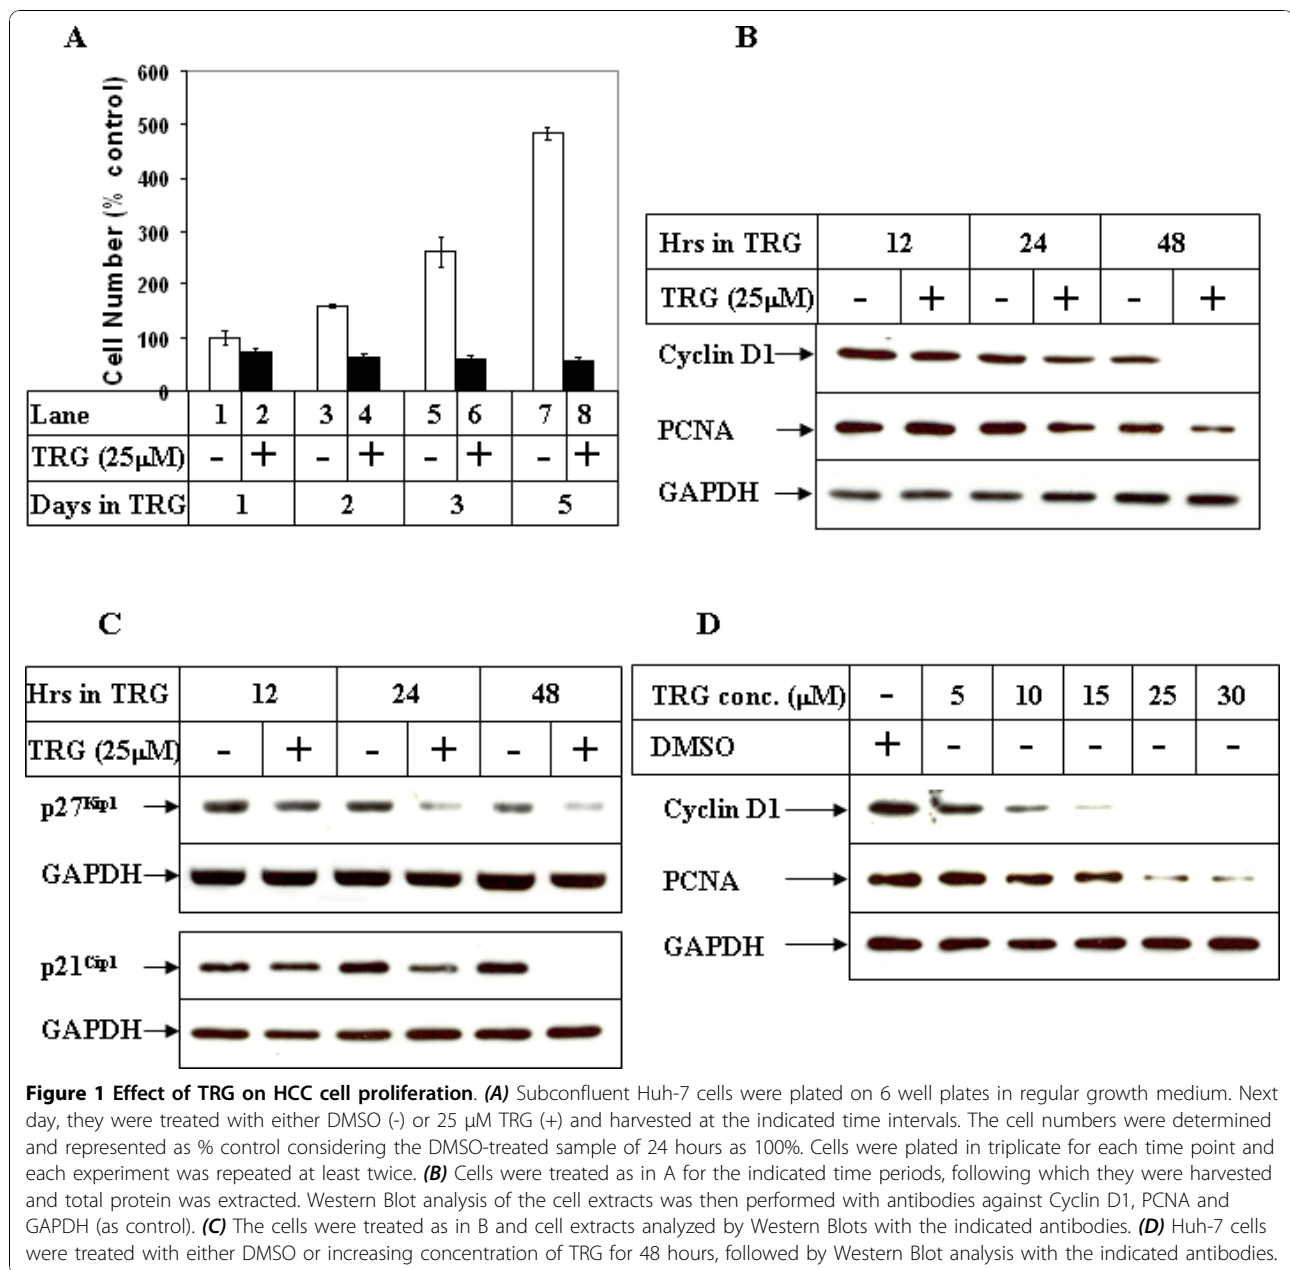 A
Cell Number (% control)
600
500
400
300
200
100
0
Lane 1 2 3 4 5 6 7 8
TRG (25μM) - + - + - + - +
Days in TRG 1 2 3 5
B
Hrs in TRG 12 24 48
TRG (25μM) - + - + - +
Cyclin D1
PCNA
GAPDH
C
Hrs in TRG 12 24 48
TRG (25μM) - + - + - +
p27Kip1
GAPDH
p21Cip1
GAPDH
D
TRG conc. (μM) - 5 10 15 25 30
DMSO + - - - - -
Cyclin D1
PCNA
GAPDH
Figure 1 Effect of TRG on HCC cell proliferation. (A) Subconfluent Huh-7 cells were plated on 6 well plates in regular growth medium. Next
day, they were treated with either DMSO (-) or 25 μM TRG (+) and harvested at the indicated time intervals. The cell numbers were determined
and represented as % control considering the DMSO-treated sample of 24 hours as 100%. Cells were plated in triplicate for each time point and
each experiment was repeated at least twice. (B) Cells were treated as in A for the indicated time periods, following which they were harvested
and total protein was extracted. Western Blot analysis of the cell extracts was then performed with antibodies against Cyclin D1, PCNA and
GAPDH (as control). (C) The cells were treated as in B and cell extracts analyzed by Western Blots with the indicated antibodies. (D) Huh-7 cells
were treated with either DMSO or increasing concentration of TRG for 48 hours, followed by Western Blot analysis with the indicated antibodies.